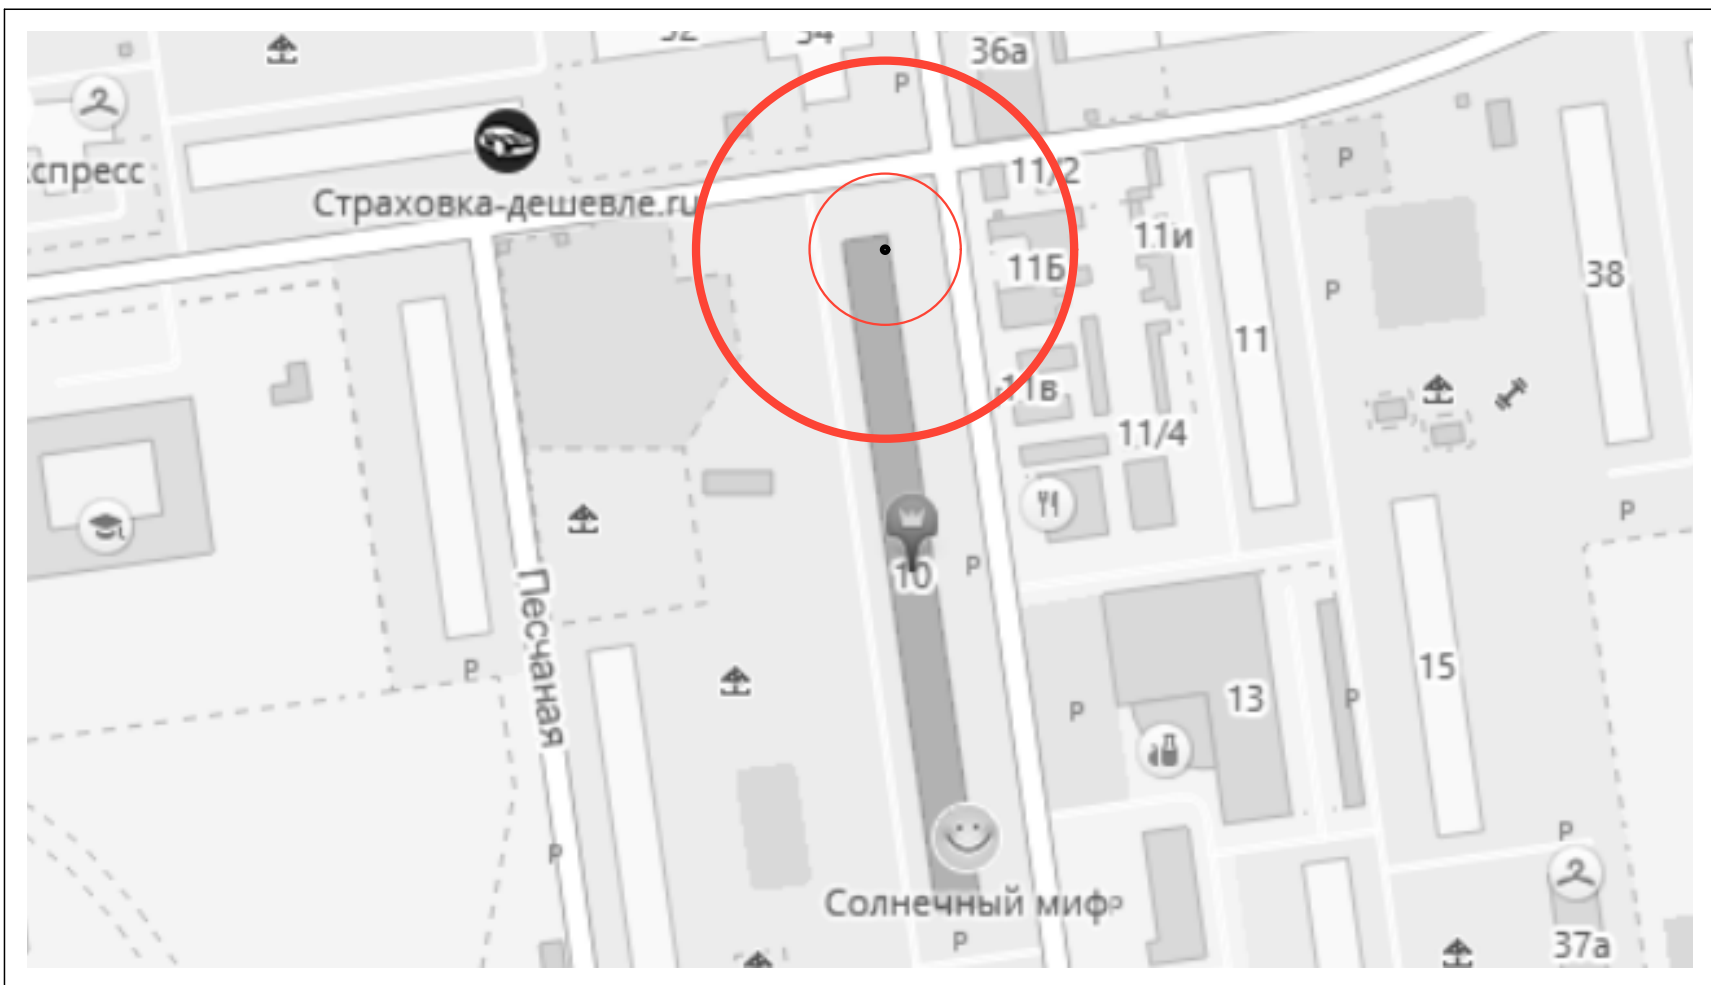 36а
P
спресс
Страховка-дешевле.ru
11/2
P
11и
11Б
38
P
11
11в
11/4
10
P
P
Песчаная
P
15
13
P
P
P
P
Солнечный миф
P
P
37а